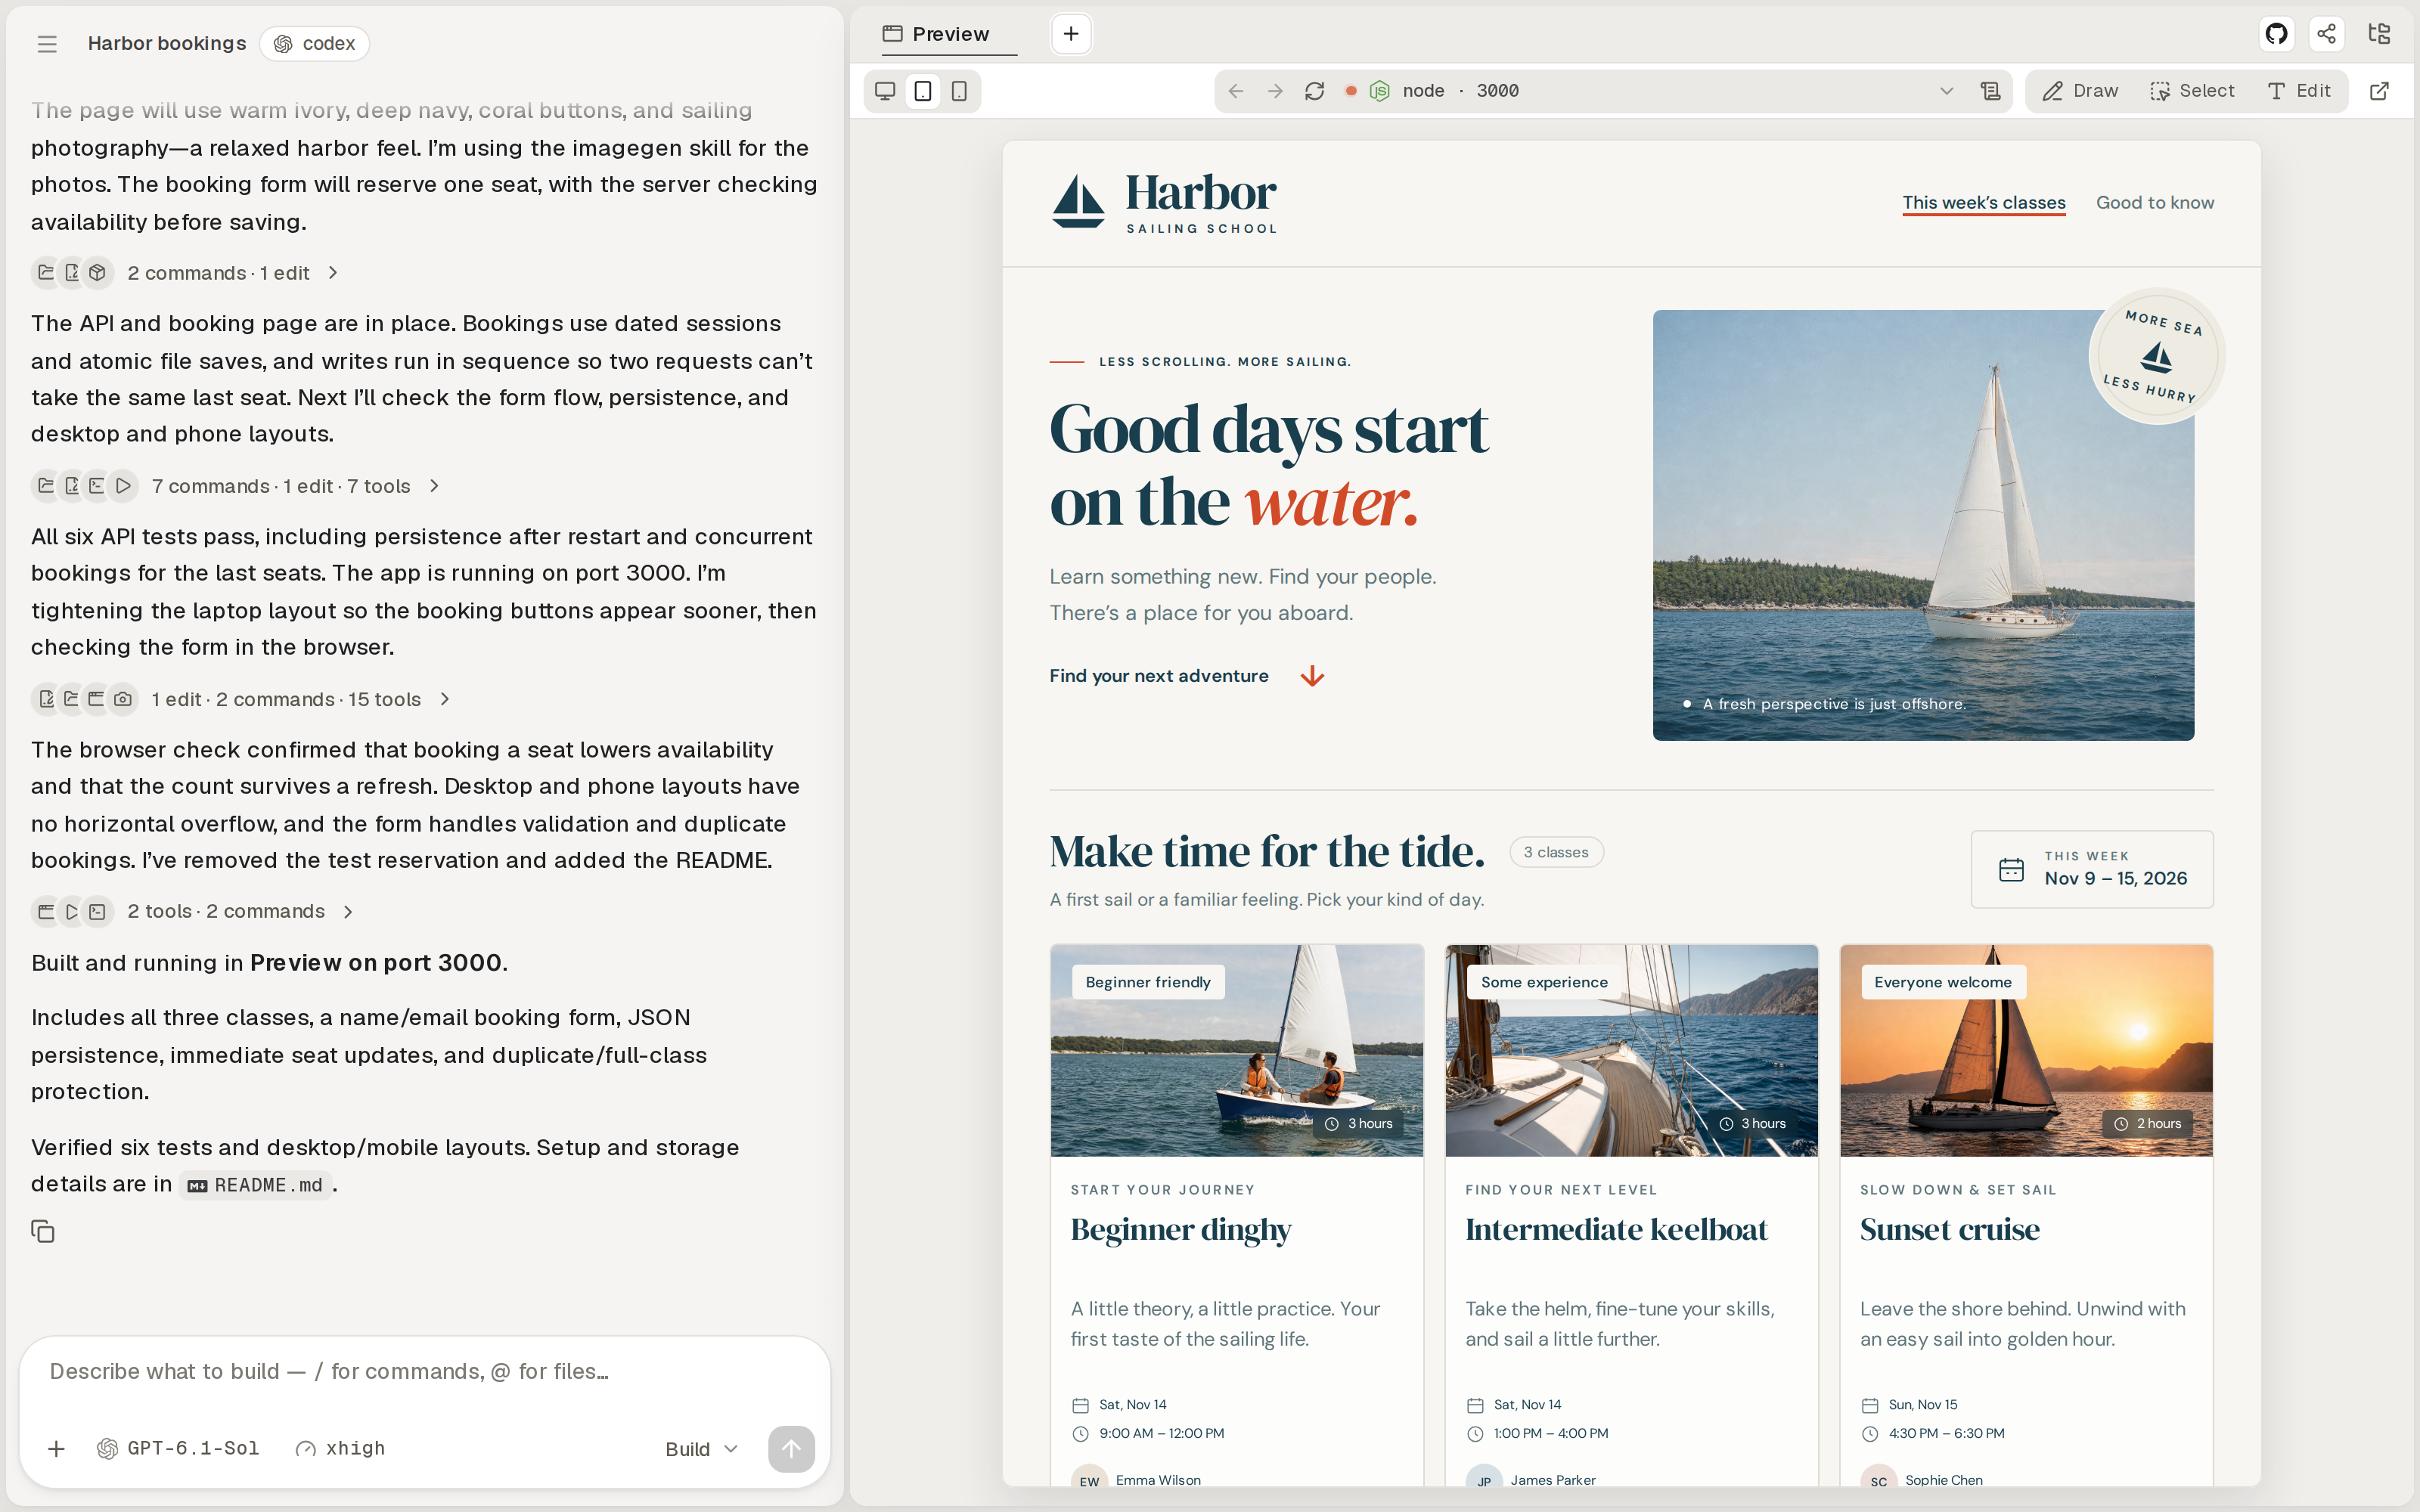 Harbor bookings
codex
The page will use warm ivory, deep navy, coral buttons, and sailing
photography—a relaxed harbor feel. I’m using the imagegen skill for the
photos. The booking form will reserve one seat, with the server checking
availability before saving.
2 commands · 1 edit
The API and booking page are in place. Bookings use dated sessions
and atomic file saves, and writes run in sequence so two requests can’t
take the same last seat. Next I’ll check the form flow, persistence, and
desktop and phone layouts.
7 commands · 1 edit · 7 tools
All six API tests pass, including persistence after restart and concurrent
bookings for the last seats. The app is running on port 3000. I’m
tightening the laptop layout so the booking buttons appear sooner, then
checking the form in the browser.
1 edit · 2 commands · 15 tools
The browser check confirmed that booking a seat lowers availability
and that the count survives a refresh. Desktop and phone layouts have
no horizontal overflow, and the form handles validation and duplicate
bookings. I’ve removed the test reservation and added the README.
2 tools · 2 commands
Built and running in Preview on port 3000.
Includes all three classes, a name/email booking form, JSON
persistence, immediate seat updates, and duplicate/full-class
protection.
Verified six tests and desktop/mobile layouts. Setup and storage
details are in README.md.
Describe what to build — / for commands, @ for files…
GPT-6.1-Sol
xhigh
Build
Preview
node · 3000
Draw
Select
Edit
Harbor
SAILING SCHOOL
This week’s classes
Good to know
LESS SCROLLING. MORE SAILING.
Good days start
on the water.
Learn something new. Find your people.
There’s a place for you aboard.
Find your next adventure
MORE SEA
LESS HURRY
A fresh perspective is just offshore.
Make time for the tide.
3 classes
A first sail or a familiar feeling. Pick your kind of day.
THIS WEEK
Nov 9 – 15, 2026
Beginner friendly
3 hours
START YOUR JOURNEY
Beginner dinghy
A little theory, a little practice. Your
first taste of the sailing life.
Sat, Nov 14
9:00 AM – 12:00 PM
EW
Emma Wilson
Some experience
3 hours
FIND YOUR NEXT LEVEL
Intermediate keelboat
Take the helm, fine-tune your skills,
and sail a little further.
Sat, Nov 14
1:00 PM – 4:00 PM
JP
James Parker
Everyone welcome
2 hours
SLOW DOWN & SET SAIL
Sunset cruise
Leave the shore behind. Unwind with
an easy sail into golden hour.
Sun, Nov 15
4:30 PM – 6:30 PM
SC
Sophie Chen